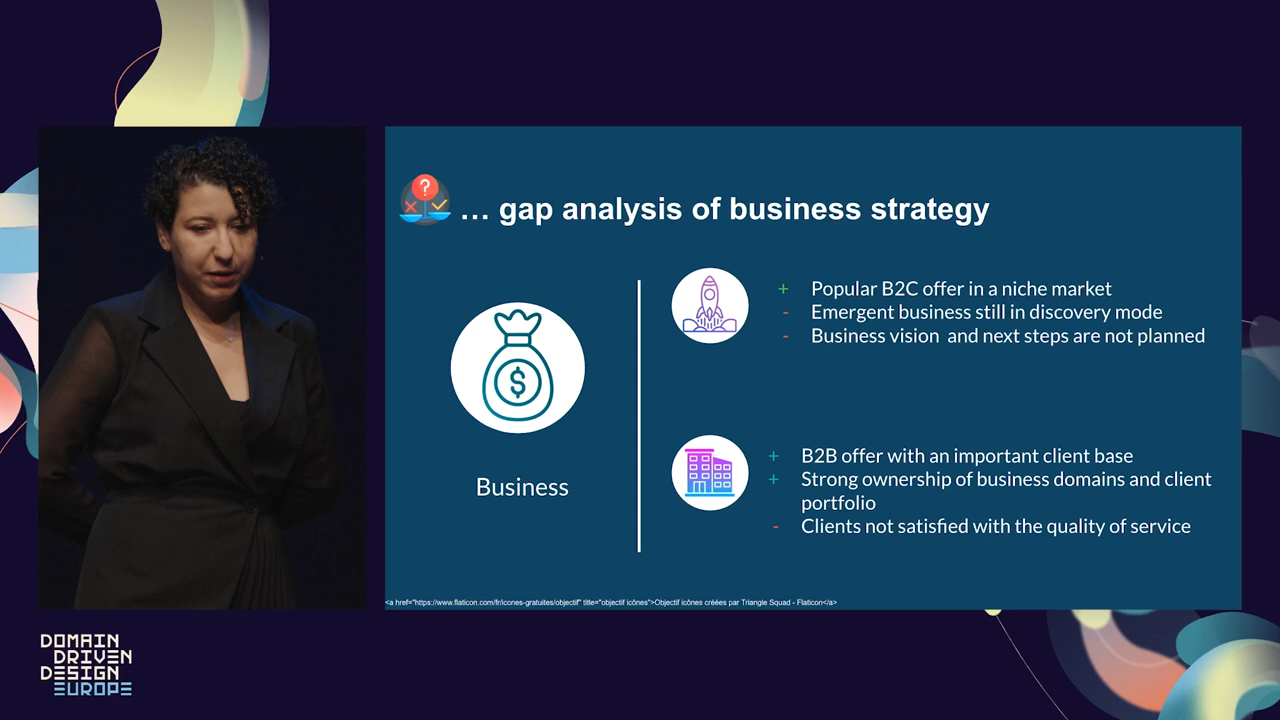 … gap analysis of business strategy
+ Popular B2C offer in a niche market
- Emergent business still in discovery mode
- Business vision and next steps are not planned
Business
+ B2B offer with an important client base
+ Strong ownership of business domains and client
portfolio
- Clients not satisfied with the quality of service
<a href="https://www.flaticon.com/fr/icones-gratuites/objectif" title="objectif icônes">Objectif icônes créées par Triangle Squad - Flaticon</a>
DOMAIN
DRIVEN
DESIGN
EUROPE